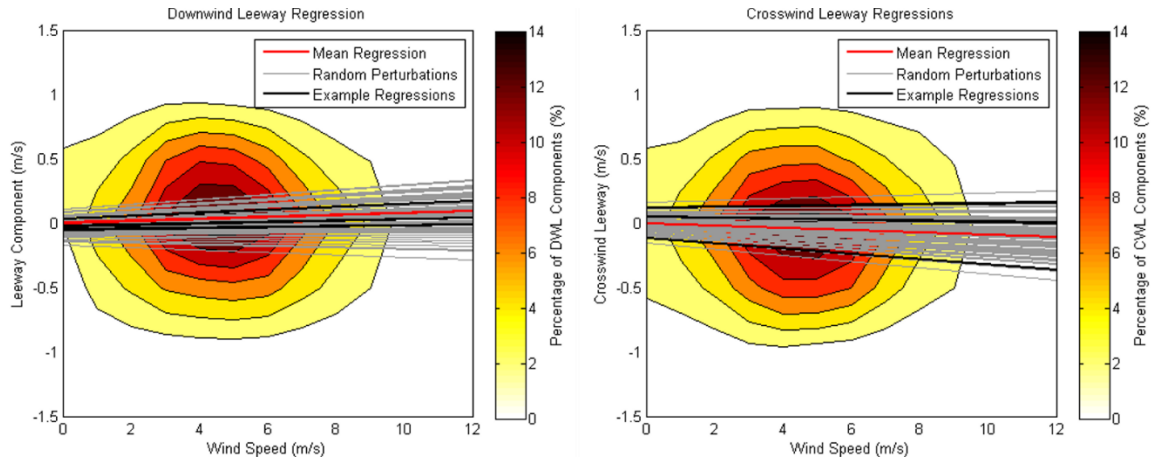 Downwind Leeway Regression
Mean Regression
Random Perturbations
Example Regressions
Leeway Component (m/s)
1.5
1
0.5
0
-0.5
-1
-1.5
0 2 4 6 8 10 12
Wind Speed (m/s)
14
12
10
8
6
4
2
0
Percentage of DWL Components (%)
Crosswind Leeway Regressions
Mean Regression
Random Perturbations
Example Regressions
Crosswind Leeway (m/s)
1.5
1
0.5
0
-0.5
-1
-1.5
0 2 4 6 8 10 12
Wind Speed (m/s)
14
12
10
8
6
4
2
0
Percentage of CWL Components (%)